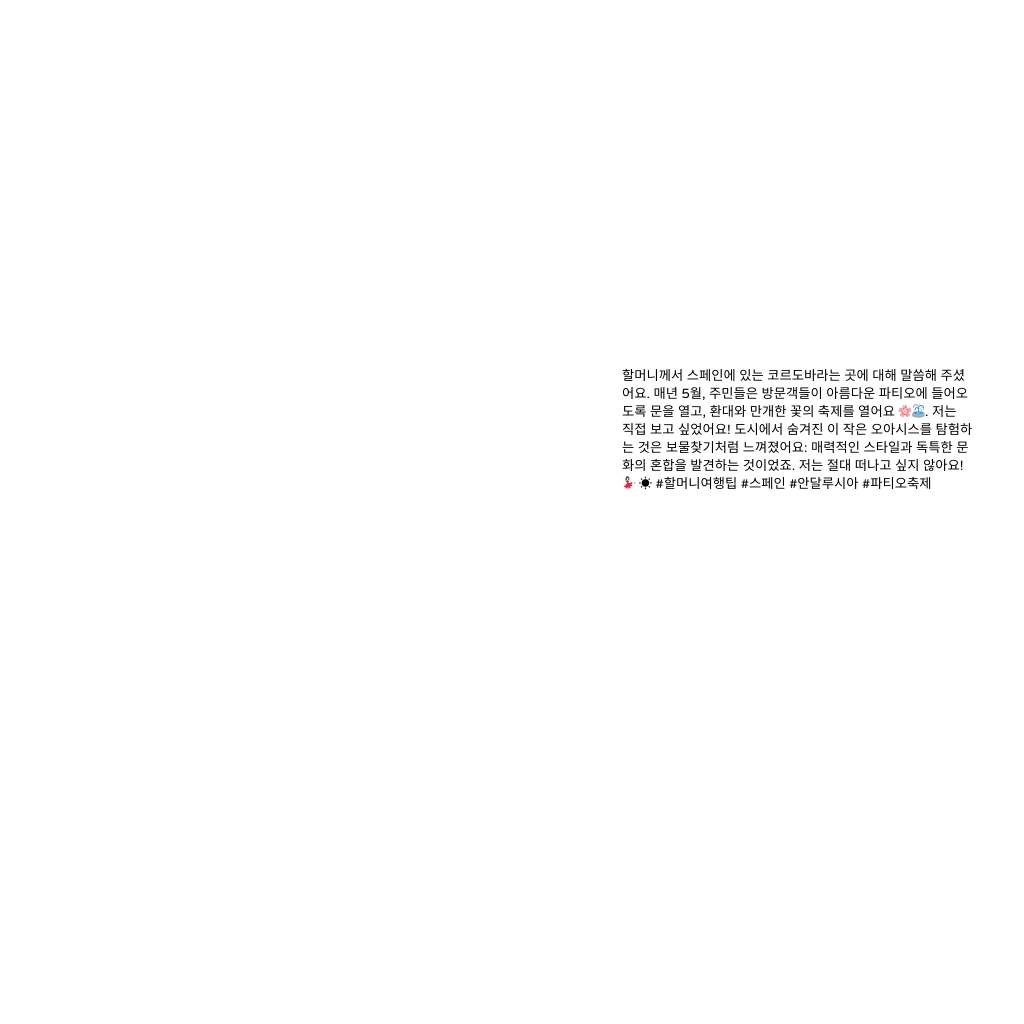 할머니께서 스페인에 있는 코르도바라는 곳에 대해 말씀해 주셨
어요. 매년 5월, 주민들은 방문객들이 아름다운 파티오에 들어오
도록 문을 열고, 환대와 만개한 꽃의 축제를 열어요 🌸⛲. 저는
직접 보고 싶었어요! 도시에서 숨겨진 이 작은 오아시스를 탐험하
는 것은 보물찾기처럼 느껴졌어요: 매력적인 스타일과 독특한 문
화의 혼합을 발견하는 것이었죠. 저는 절대 떠나고 싶지 않아요!
💃 ☀ #할머니여행팁 #스페인 #안달루시아 #파티오축제